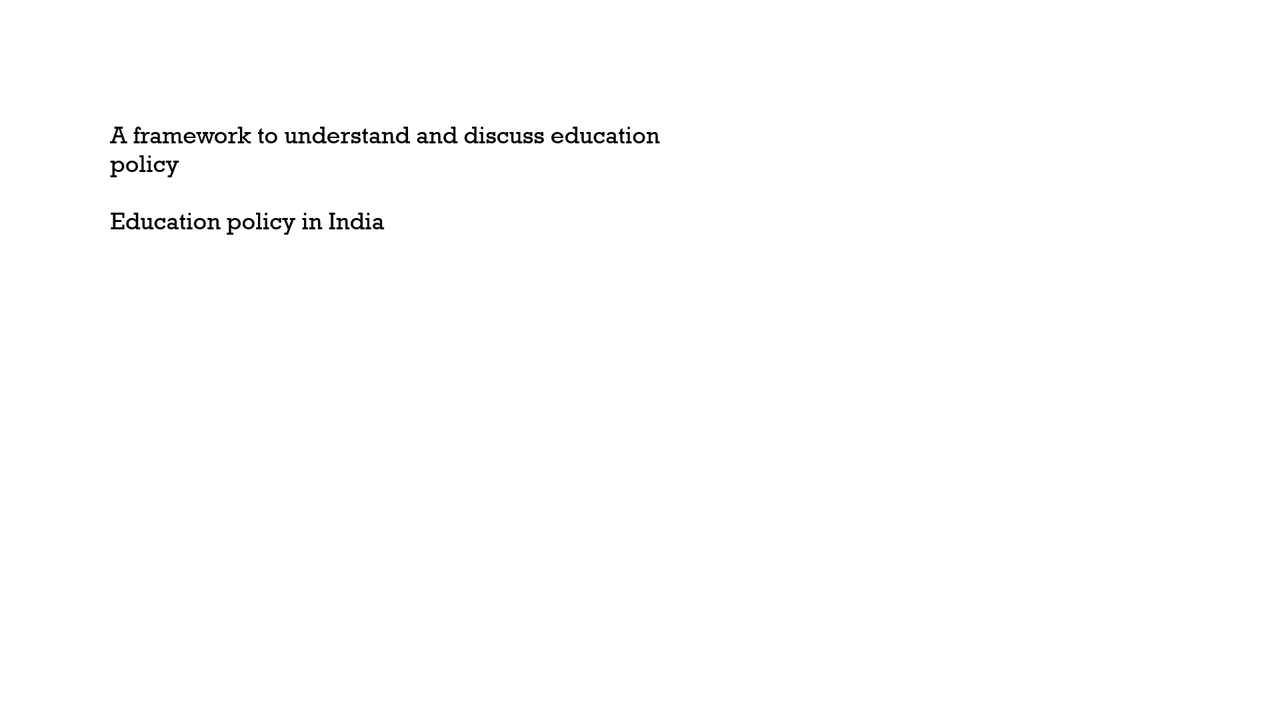 A framework to understand and discuss education
policy
Education policy in India